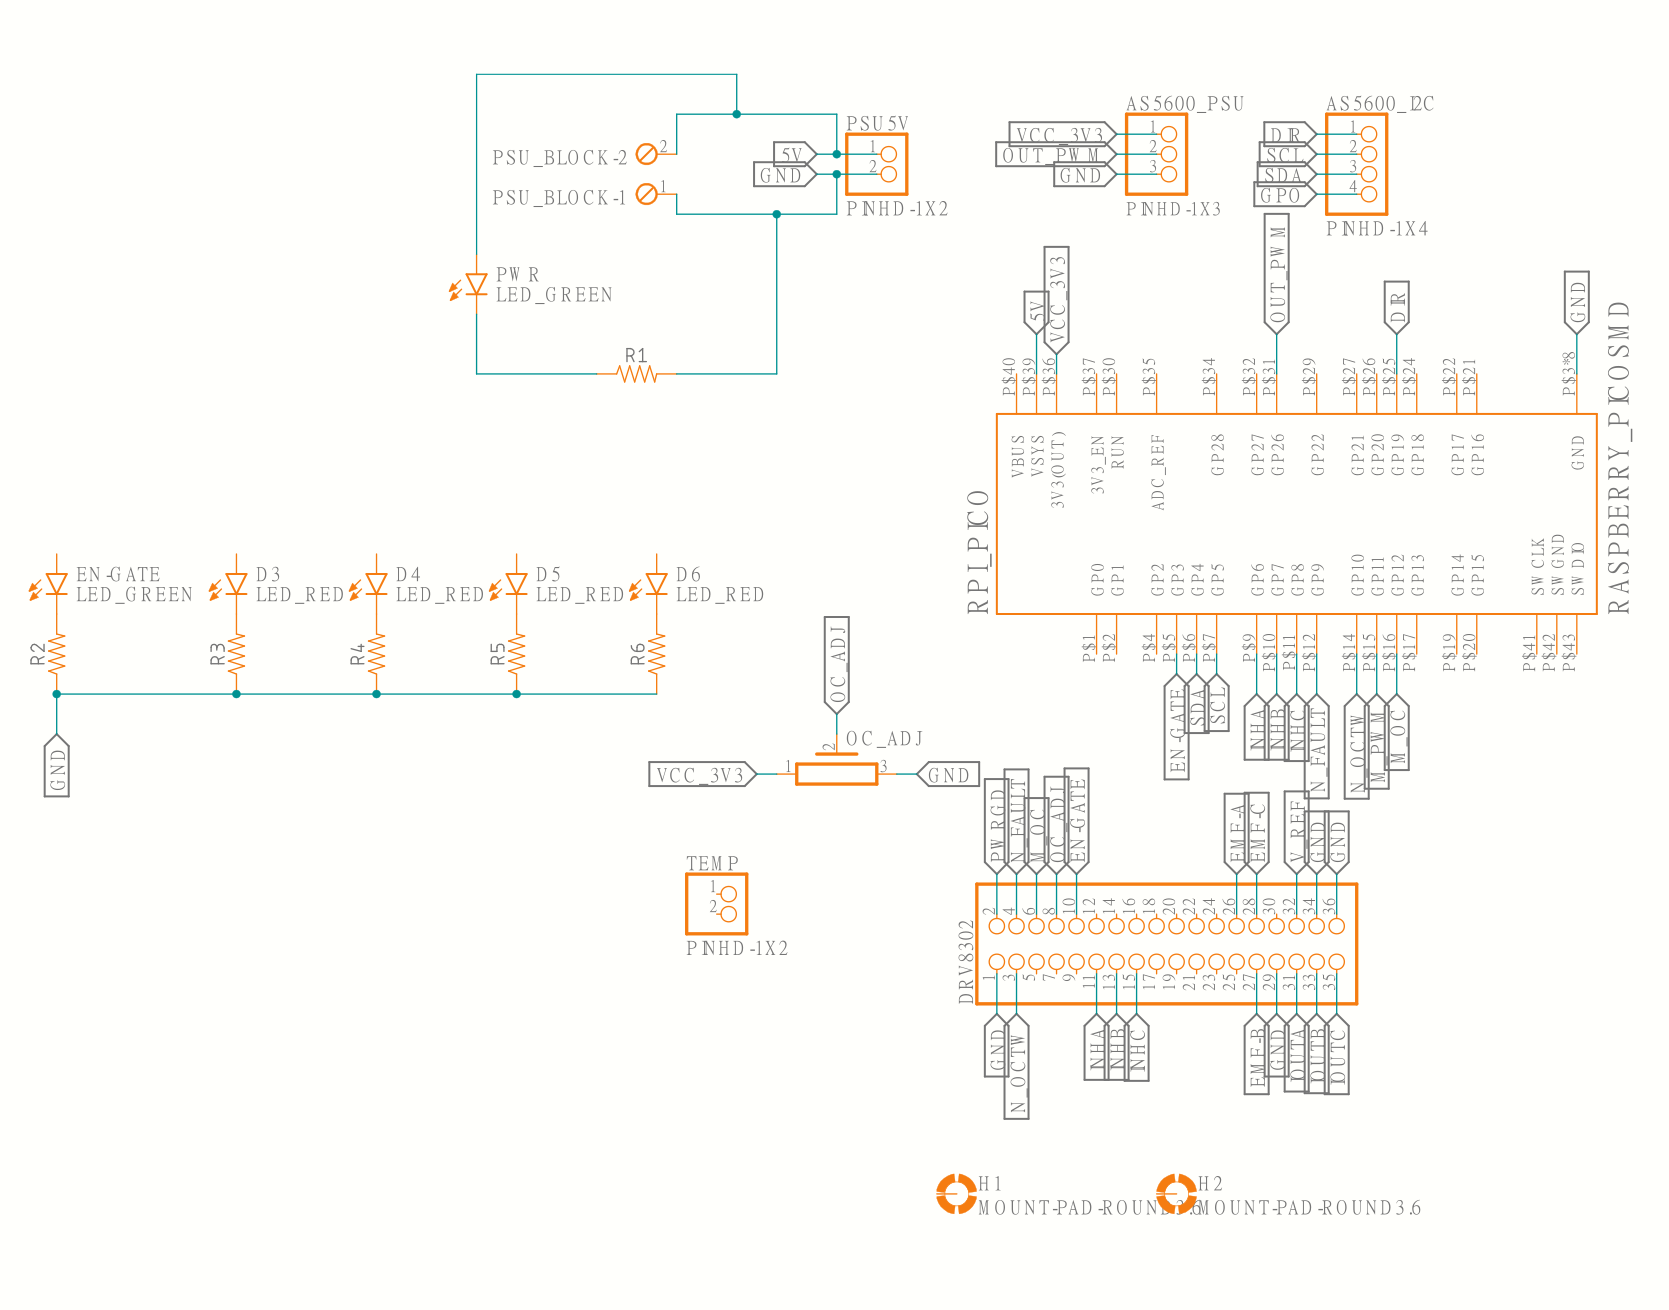 PSU_BLOCK-2
2
PSU_BLOCK-1
1
5V
GND
PSU5V
1
2
PINHD-1X2
PWR
LED_GREEN
R1
AS5600_PSU
VCC_3V3
OUT_PWM
GND
1
2
3
PINHD-1X3
AS5600_I2C
DIR
SCL
SDA
GPO
1
2
3
4
PINHD-1X4
5V
VCC_3V3
OUT_PWM
DIR
GND
P$40
P$39
P$36
P$37
P$30
P$35
P$34
P$32
P$31
P$29
P$27
P$26
P$25
P$24
P$22
P$21
P$3*8
VBUS
VSYS
3V3(OUT)
3V3_EN
RUN
ADC_REF
GP28
GP27
GP26
GP22
GP21
GP20
GP19
GP18
GP17
GP16
GND
RPI_PICO
RASPBERRY_PICOSMD
GP0
GP1
GP2
GP3
GP4
GP5
GP6
GP7
GP8
GP9
GP10
GP11
GP12
GP13
GP14
GP15
SWCLK
SWGND
SWDIO
P$1
P$2
P$4
P$5
P$6
P$7
P$9
P$10
P$11
P$12
P$14
P$15
P$16
P$17
P$19
P$20
P$41
P$42
P$43
EN-GATE
SDA
SCL
INHA
INHB
INHC
N_FAULT
N_OCTW
M_PWM
M_OC
EN-GATE
LED_GREEN
D3
LED_RED
D4
LED_RED
D5
LED_RED
D6
LED_RED
R2
R3
R4
R5
R6
GND
OC_ADJ
OC_ADJ
VCC_3V3
1
2
3
GND
TEMP
1
2
PINHD-1X2
PWRGD
N_FAULT
M_OC
OC_ADJ
EN-GATE
EMF-A
EMF-C
V_REF
GND
GND
DRV8302
2
4
6
8
10
12
14
16
18
20
22
24
26
28
30
32
34
36
1
3
5
7
9
11
13
15
17
19
21
23
25
27
29
31
33
35
GND
N_OCTW
INHA
INHB
INHC
EMF-B
GND
OUTA
OUTB
OUTC
H1
MOUNT-PAD-ROUND3.6
H2
MOUNT-PAD-ROUND3.6